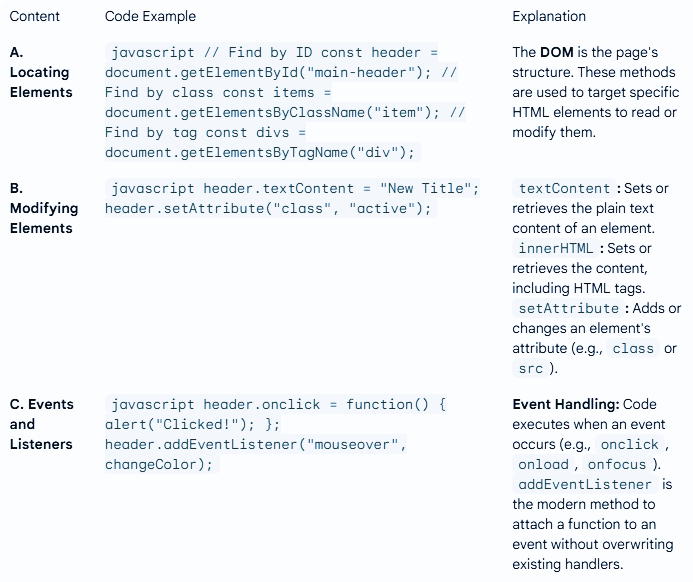 Content Code Example Explanation
A. Locating Elements
javascript // Find by ID const header =
document.getElementById("main-header"); //
Find by class const items =
document.getElementsByClassName("item"); //
Find by tag const divs =
document.getElementsByTagName("div");
The DOM is the page's
structure. These methods
are used to target specific
HTML elements to read or
modify them.
B.
Modifying
Elements
javascript header.textContent = "New Title";
header.setAttribute("class", "active");
textContent : Sets or
retrieves the plain text
content of an element.
innerHTML : Sets or
retrieves the content,
including HTML tags.
setAttribute : Adds or
changes an element's
attribute (e.g., class or
src ).
C. Events
and
Listeners
javascript header.onclick = function() {
alert("Clicked!"); };
header.addEventListener("mouseover",
changeColor);
Event Handling: Code
executes when an event
occurs (e.g., onclick ,
onload , onfocus ).
addEventListener is
the modern method to
attach a function to an
event without overwriting
existing handlers.